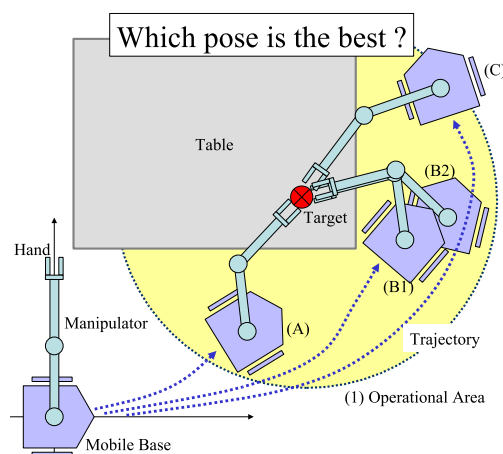 Which pose is the best ?
(C)
Table
(B2)
Target
Hand
(B1)
Manipulator
(A)
Trajectory
(1) Operational Area
Mobile Base